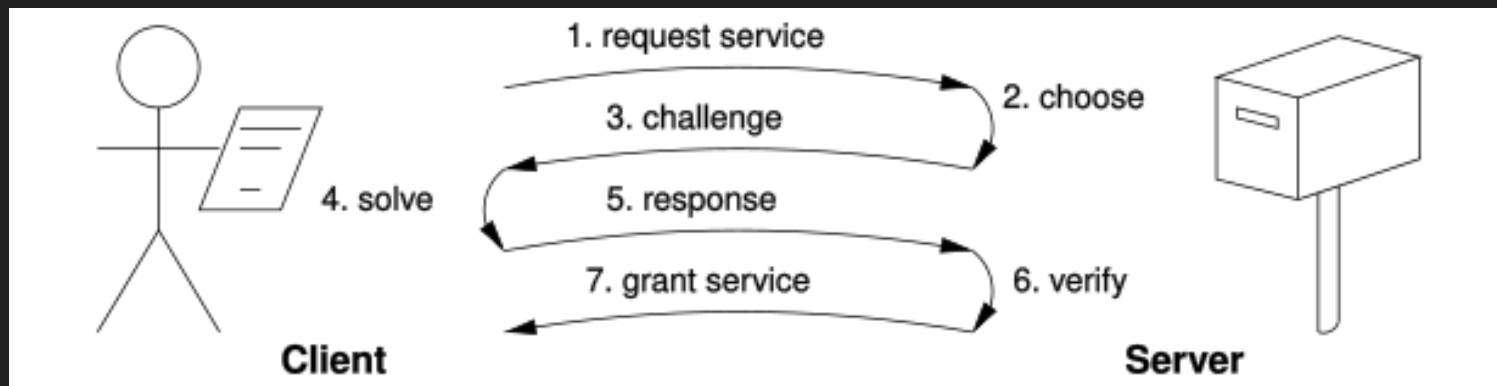 1. request service
2. choose
3. challenge
4. solve
5. response
6. verify
7. grant service
Client
Server